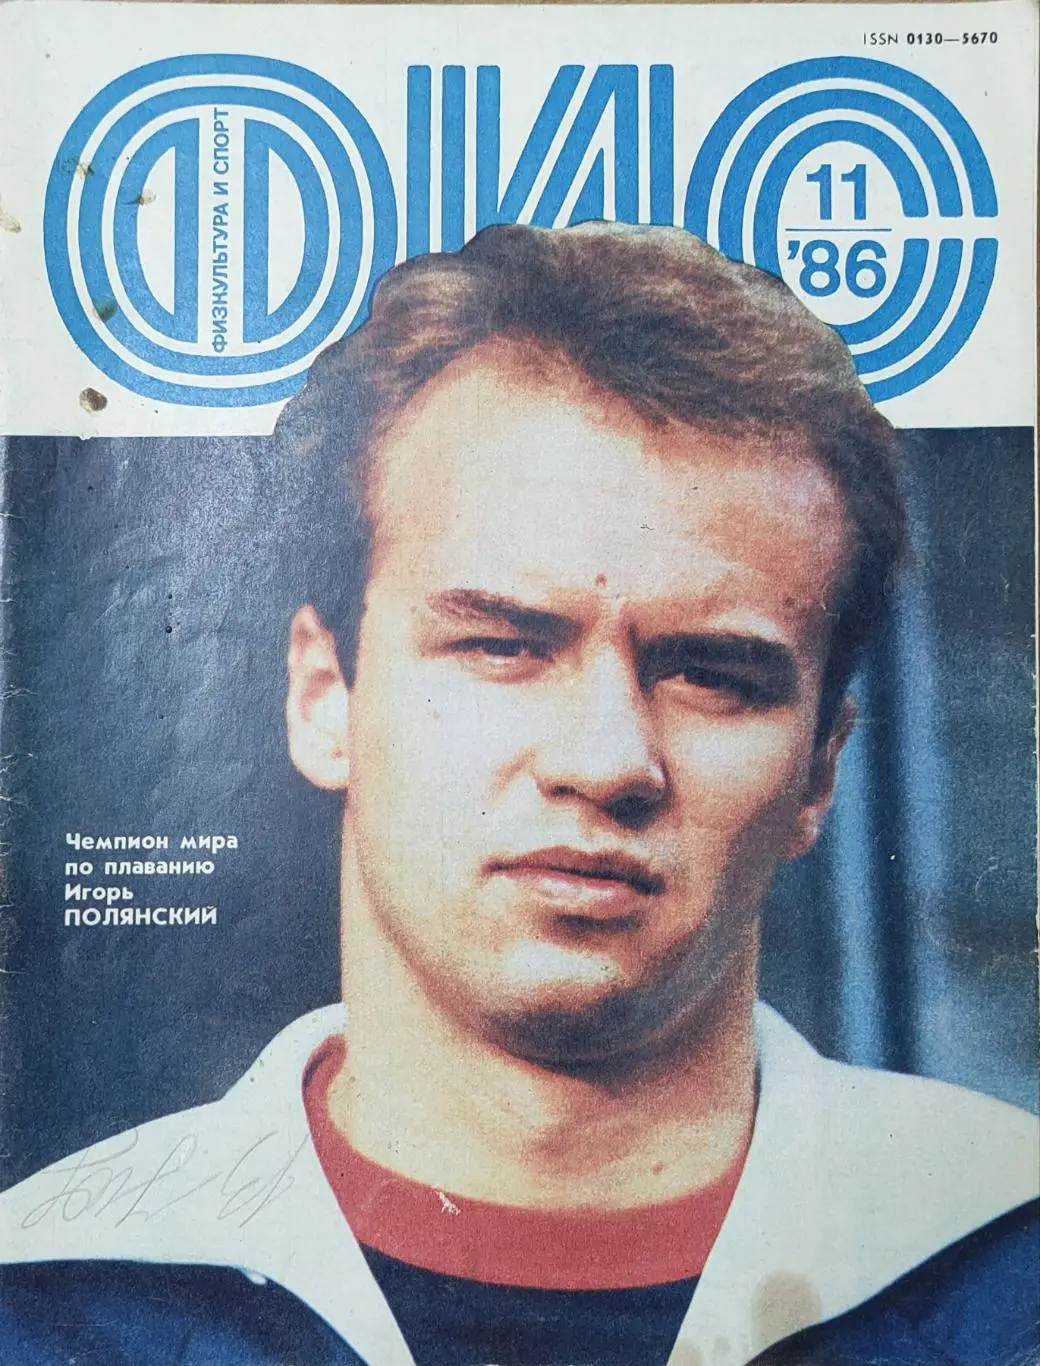 ISSN 0130—5670
ФИС
ФИЗКУЛЬТУРА И СПОРТ
11
'86
Чемпион мира
по плаванию
Игорь
ПОЛЯНСКИЙ